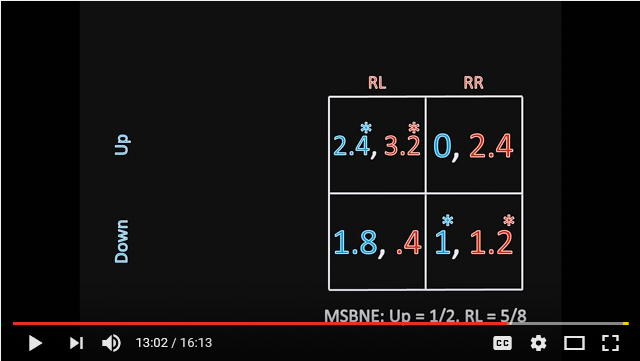 RL RR
Up 2.4, 3.2 0, 2.4
Down 1.8, .4 1, 1.2
MSBNE: Up = 1/2, RL = 5/8
13:02 / 16:13 CC